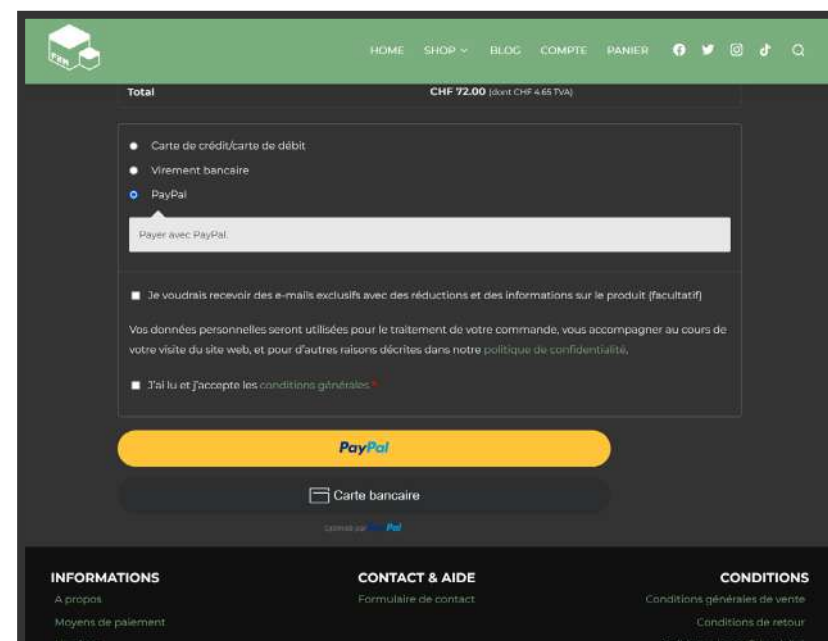 HOME SHOP BLOG COMPTE PANIER
Total CHF 72.00 (dont CHF 4.65 TVA)
Carte de crédit/carte de débit
Virement bancaire
PayPal
Payer avec PayPal.
Je voudrais recevoir des e-mails exclusifs avec des réductions et des informations sur le produit (facultatif)
Vos données personnelles seront utilisées pour le traitement de votre commande, vous accompagner au cours de
votre visite du site web, et pour d'autres raisons décrites dans notre politique de confidentialité.
J'ai lu et j'accepte les conditions générales *
PayPal
Carte bancaire
PayPal
INFORMATIONS CONTACT & AIDE CONDITIONS
A propos Formulaire de contact Conditions générales de vente
Moyens de paiement Conditions de retour